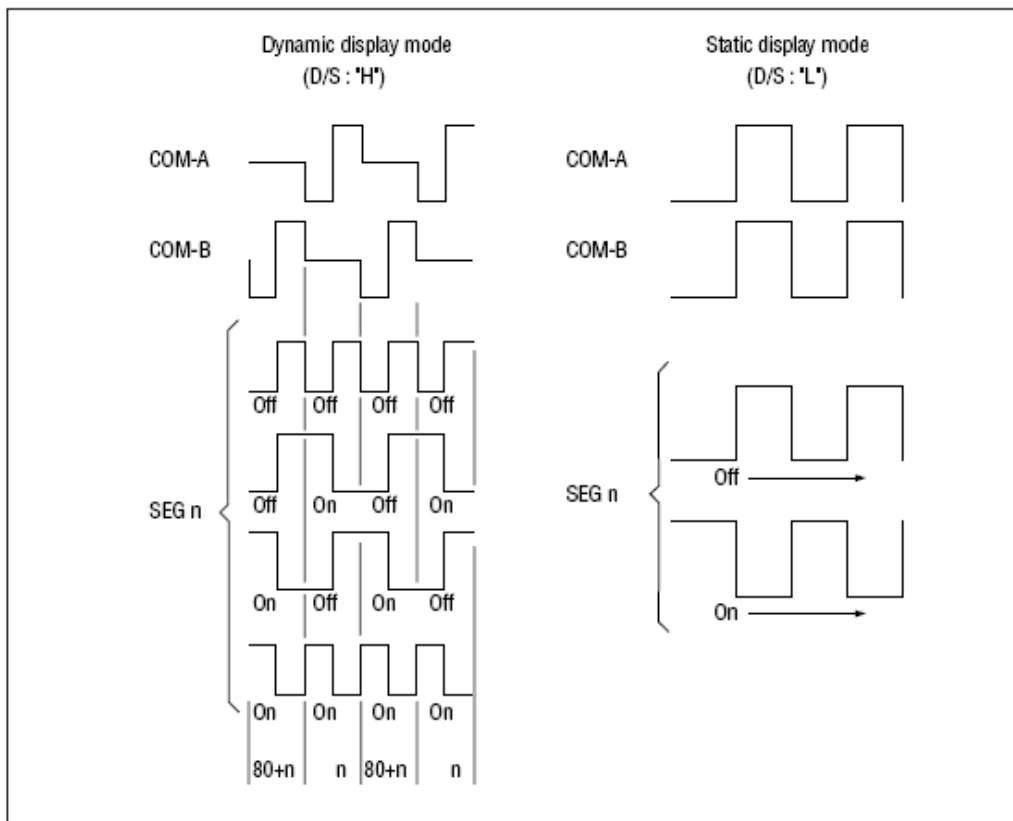 Dynamic display mode
(D/S : "H")
Static display mode
(D/S : "L")
COM-A
COM-A
COM-B
COM-B
Off Off Off Off
SEG n
Off On Off On
On Off On Off
On On On On
80+n n 80+n n
SEG n
Off
On